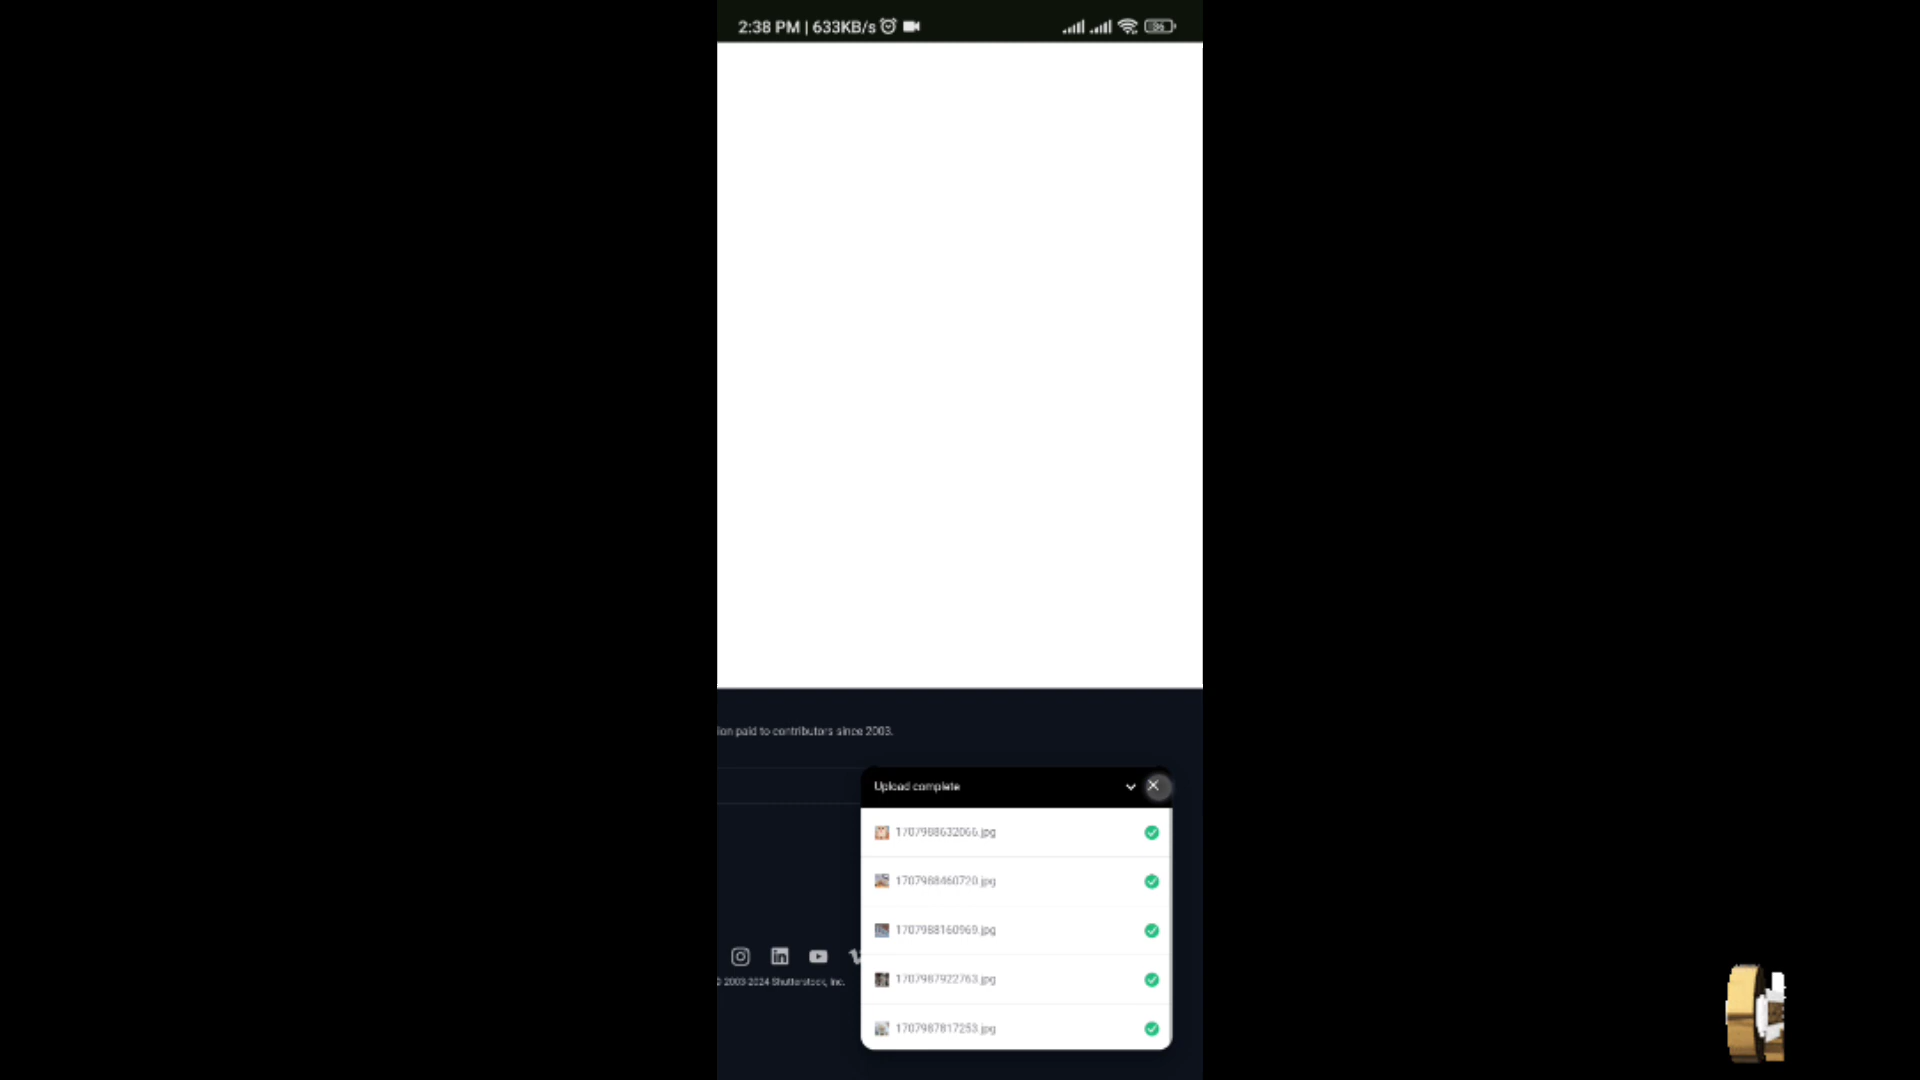 2:38 PM | 633KB/s
56
ion paid to contributors since 2003.
Upload complete
1707988632066.jpg
1707988460720.jpg
1707988160969.jpg
1707987922763.jpg
© 2003-2024 Shutterstock, Inc.
1707987817253.jpg